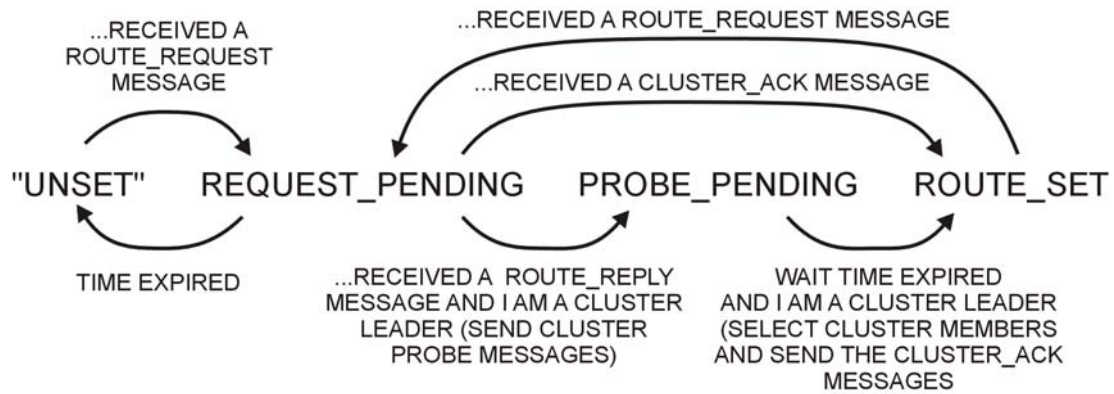 ...RECEIVED A
ROUTE_REQUEST
MESSAGE
...RECEIVED A ROUTE_REQUEST MESSAGE
...RECEIVED A CLUSTER_ACK MESSAGE
"UNSET"
REQUEST_PENDING
PROBE_PENDING
ROUTE_SET
TIME EXPIRED
...RECEIVED A ROUTE_REPLY
MESSAGE AND I AM A CLUSTER
LEADER (SEND CLUSTER
PROBE MESSAGES)
WAIT TIME EXPIRED
AND I AM A CLUSTER LEADER
(SELECT CLUSTER MEMBERS
AND SEND THE CLUSTER_ACK
MESSAGES